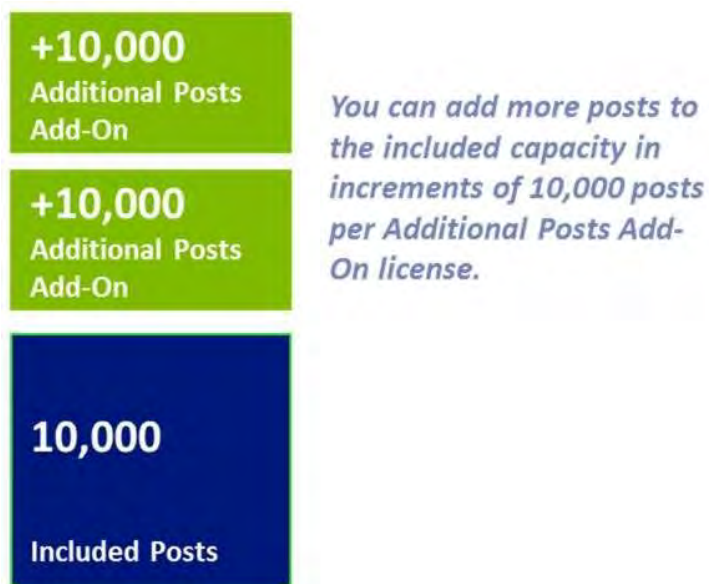 +10,000
Additional Posts
Add-On
You can add more posts to
the included capacity in
increments of 10,000 posts
per Additional Posts Add-
On license.
+10,000
Additional Posts
Add-On
10,000
Included Posts